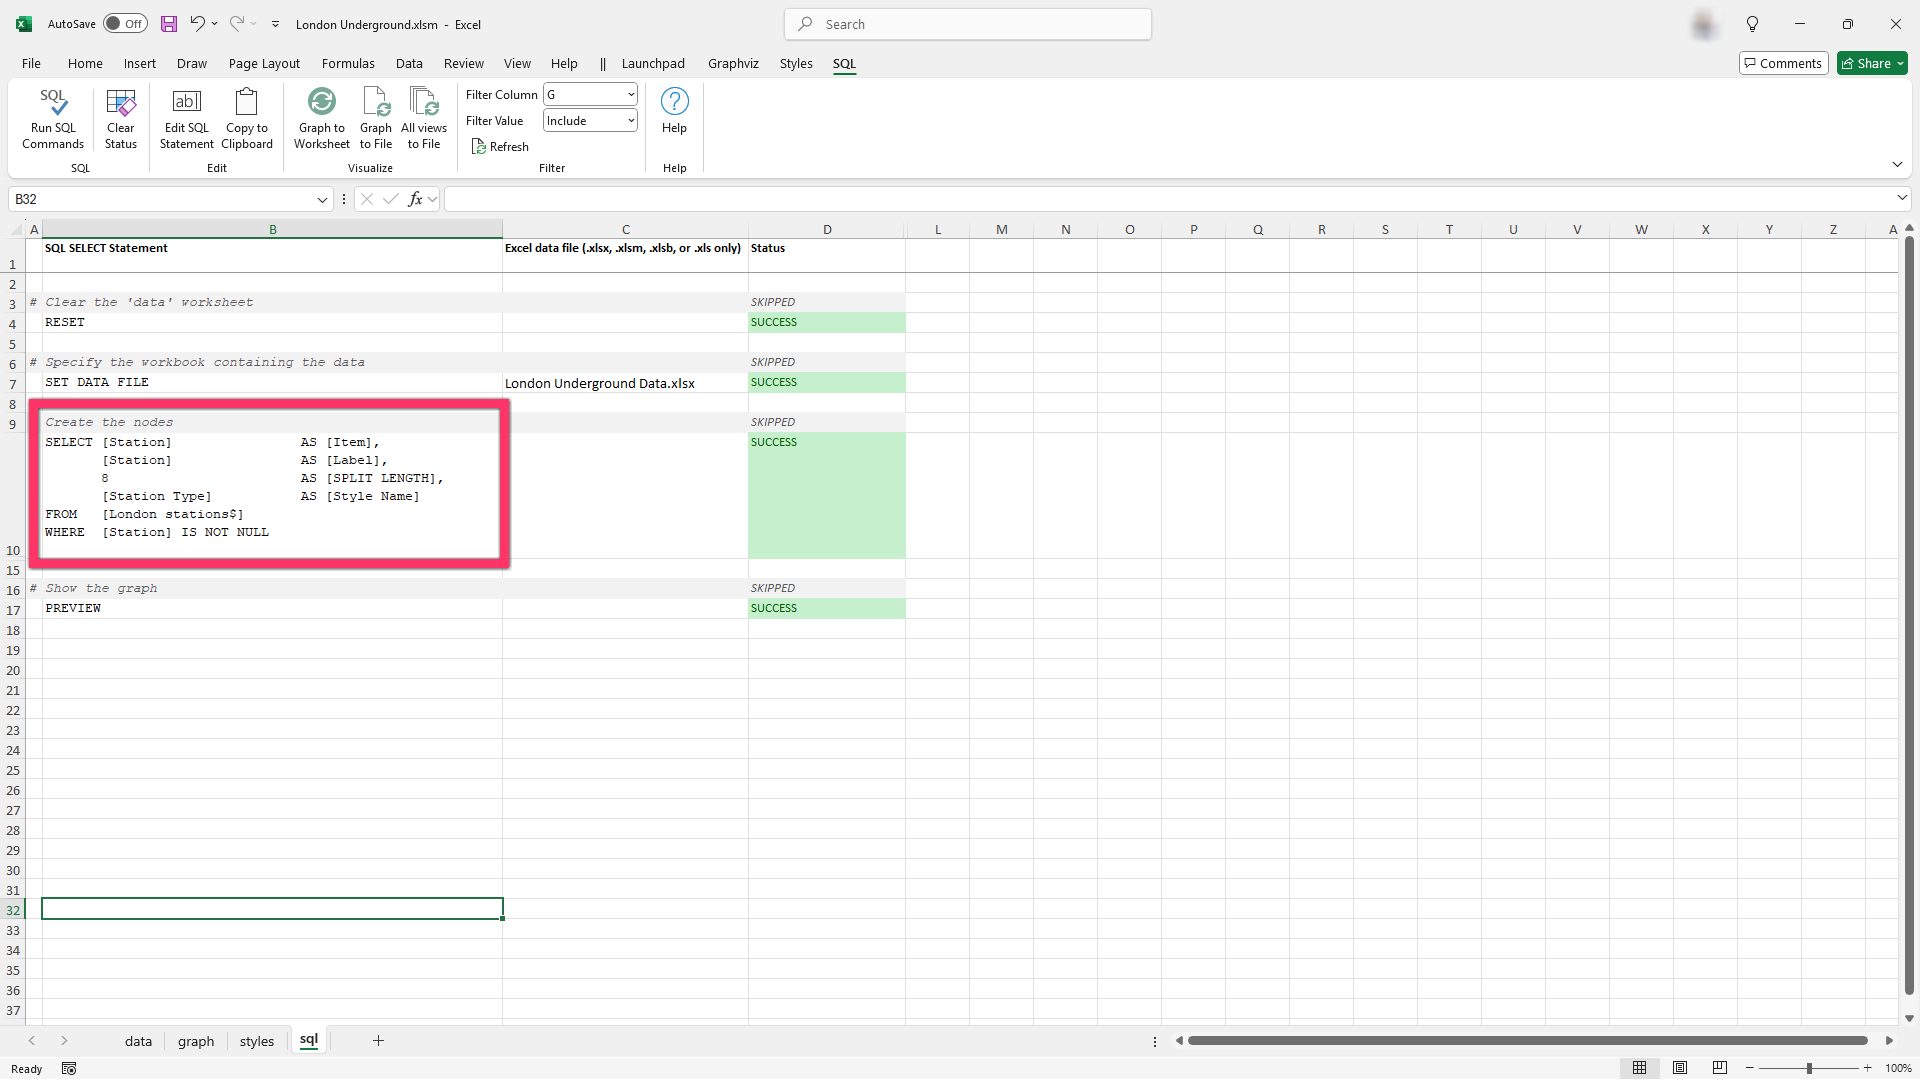 AutoSave Off London Underground.xlsm - Excel Search
File Home Insert Draw Page Layout Formulas Data Review View Help || Launchpad Graphviz Styles SQL Comments Share
SQL ab| Filter Column G ?
Run SQL Commands Clear Status Edit SQL Statement Copy to Clipboard Graph to Worksheet Graph to File All views to File Filter Value Include Help
Refresh
SQL Edit Visualize Filter Help
B32 fx
A B C D L M N O P Q R S T U V W X Y Z A
1 SQL SELECT Statement Excel data file (.xlsx, .xlsm, .xlsb, or .xls only) Status
2
3 # Clear the 'data' worksheet SKIPPED
4 RESET SUCCESS
5
6 # Specify the workbook containing the data SKIPPED
7 SET DATA FILE London Underground Data.xlsx SUCCESS
8
9 Create the nodes SKIPPED
SELECT [Station] AS [Item], SUCCESS
[Station] AS [Label],
8 AS [SPLIT LENGTH],
[Station Type] AS [Style Name]
FROM [London stations$]
WHERE [Station] IS NOT NULL
10
15
16 # Show the graph SKIPPED
17 PREVIEW SUCCESS
18
19
20
21
22
23
24
25
26
27
28
29
30
31
32
33
34
35
36
37
data graph styles sql +
Ready - + 100%